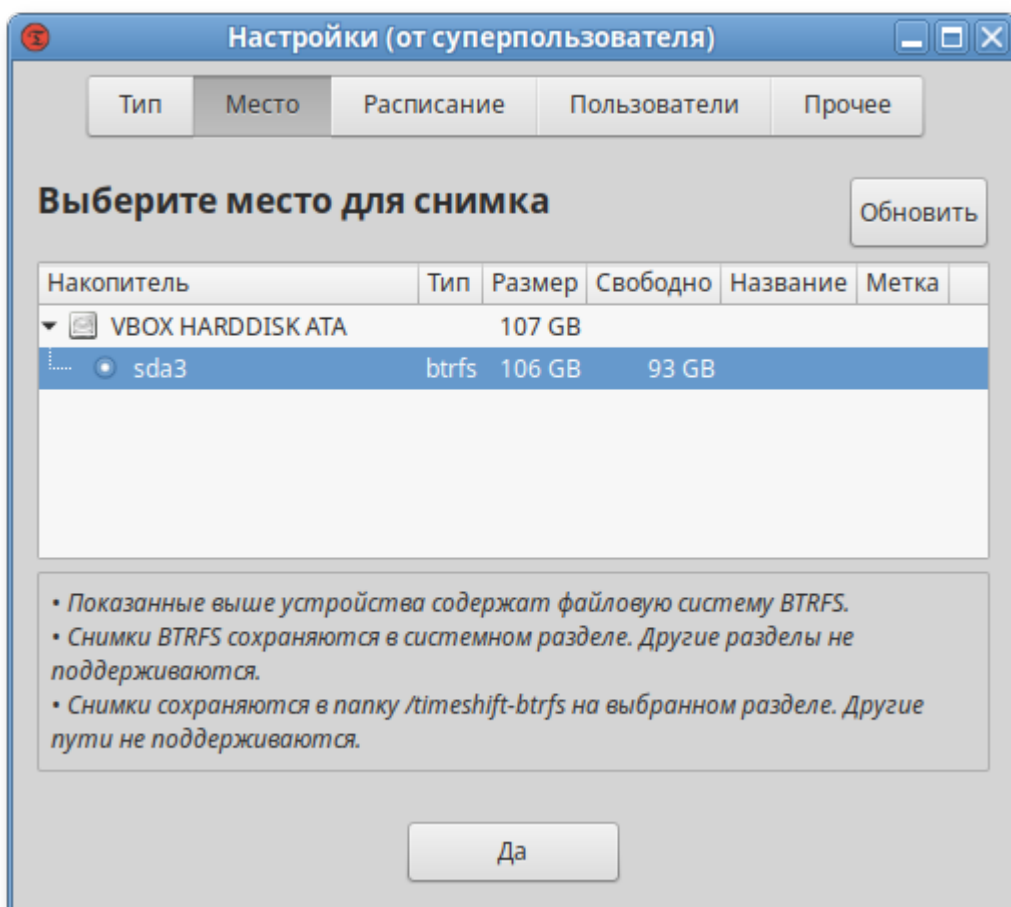 Настройки (от суперпользователя)
Тип Место Расписание Пользователи Прочее
Выберите место для снимка
Обновить
Накопитель Тип Размер Свободно Название Метка
VBOX HARDDISK ATA 107 GB
sda3 btrfs 106 GB 93 GB
• Показанные выше устройства содержат файловую систему BTRFS.
• Снимки BTRFS сохраняются в системном разделе. Другие разделы не
поддерживаются.
• Снимки сохраняются в папку /timeshift-btrfs на выбранном разделе. Другие
пути не поддерживаются.
Да